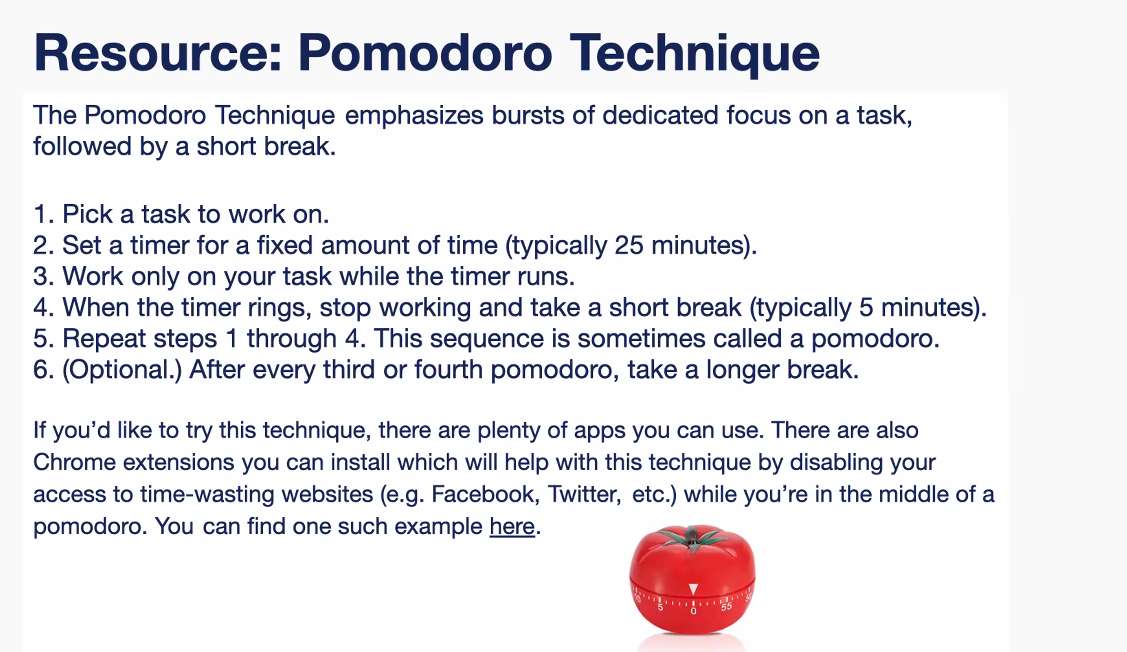 Resource: Pomodoro Technique
The Pomodoro Technique emphasizes bursts of dedicated focus on a task,
followed by a short break.
1. Pick a task to work on.
2. Set a timer for a fixed amount of time (typically 25 minutes).
3. Work only on your task while the timer runs.
4. When the timer rings, stop working and take a short break (typically 5 minutes).
5. Repeat steps 1 through 4. This sequence is sometimes called a pomodoro.
6. (Optional.) After every third or fourth pomodoro, take a longer break.
If you’d like to try this technique, there are plenty of apps you can use. There are also
Chrome extensions you can install which will help with this technique by disabling your
access to time-wasting websites (e.g. Facebook, Twitter, etc.) while you’re in the middle of a
pomodoro. You can find one such example here.
5 0 55